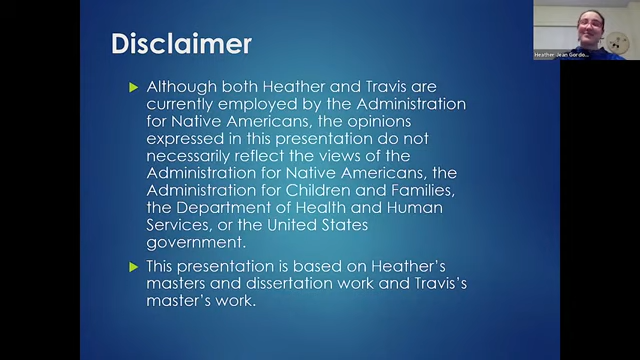 Disclaimer
Although both Heather and Travis are
currently employed by the Administration
for Native Americans, the opinions
expressed in this presentation do not
necessarily reflect the views of the
Administration for Native Americans, the
Administration for Children and Families,
the Department of Health and Human
Services, or the United States
government.
This presentation is based on Heather's
masters and dissertation work and Travis's
master's work.
Heather Jean Gordo...